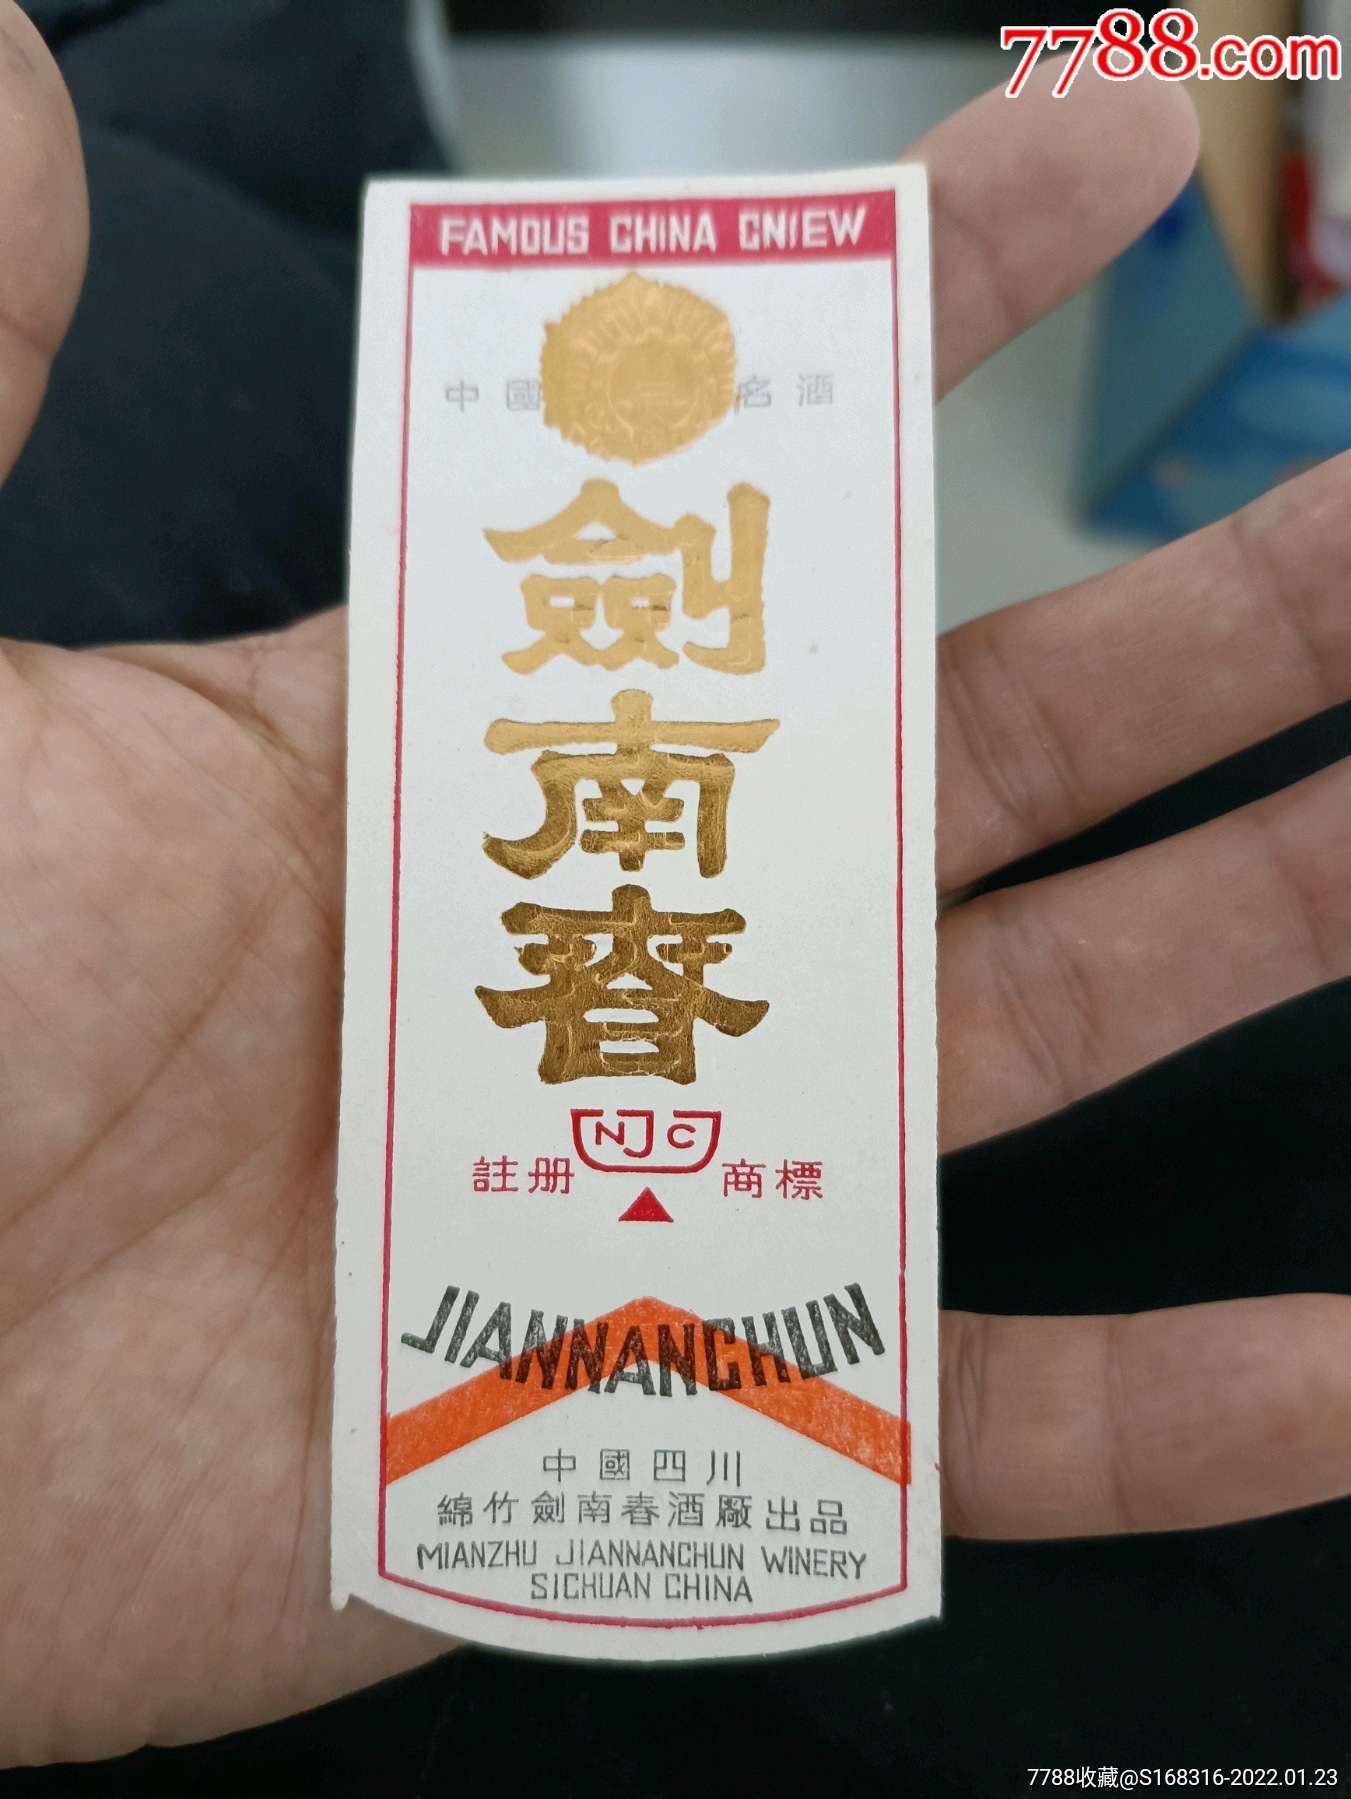 7788.com
FAMOUS CHINA CNIEW
中國 名酒
劍南春
NJC
註册 商標
JIANNANCHUN
中國四川
綿竹劍南春酒廠出品
MIANZHU JIANNANCHUN WINERY
SICHUAN CHINA
7788收藏@S168316-2022.01.23